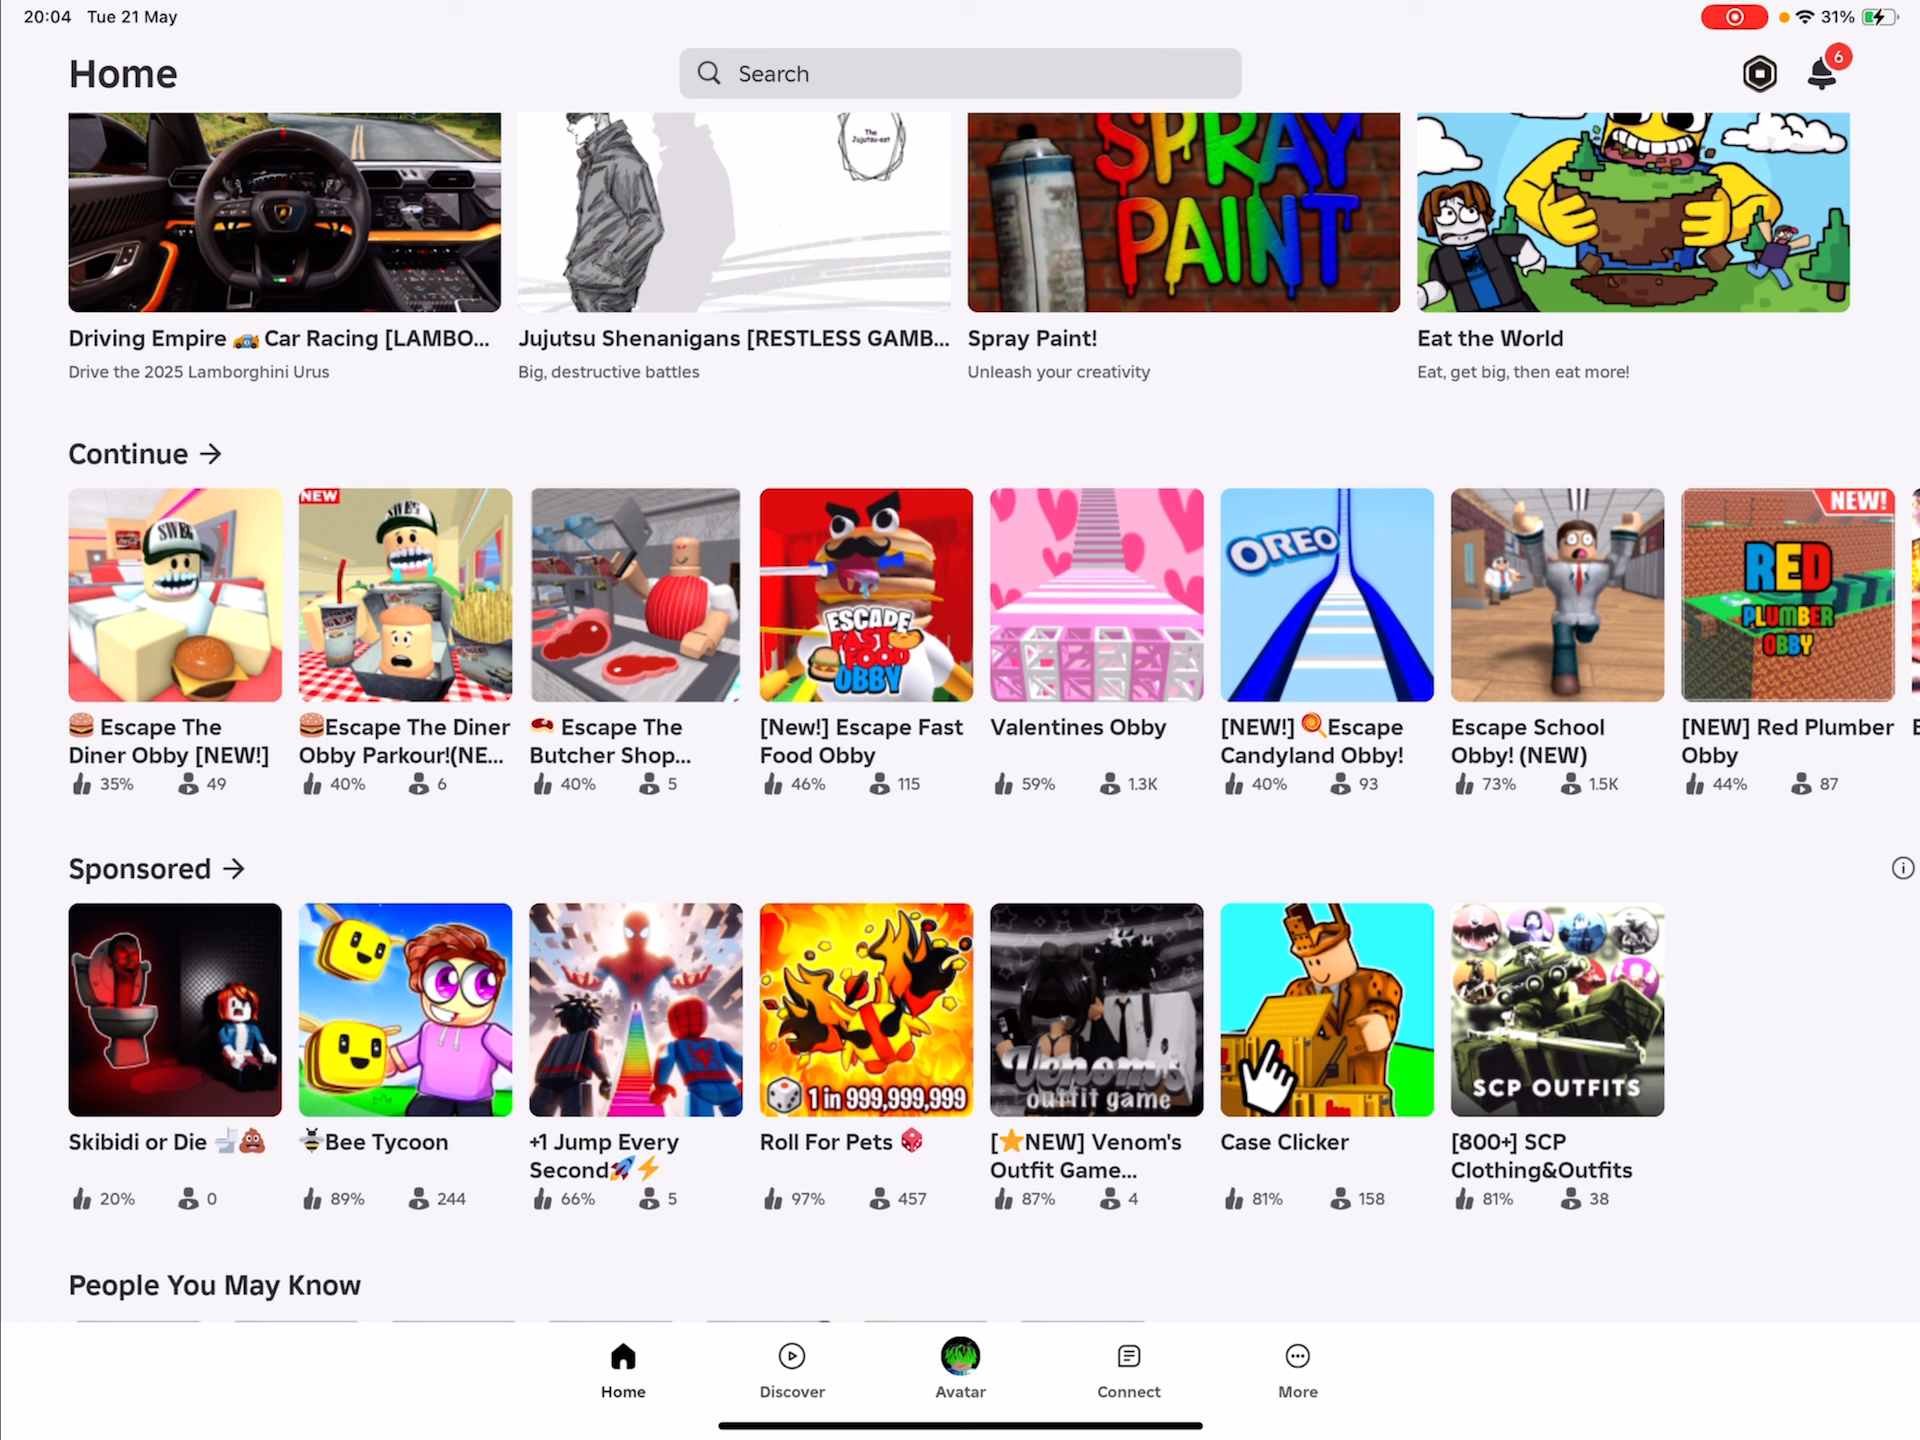 20:04 Tue 21 May
31%
Home
Search
6
The
Jujutsu-est
SPRAY
PAINT
Driving Empire 🏎️ Car Racing [LAMBO...
Jujutsu Shenanigans [RESTLESS GAMB...
Spray Paint!
Eat the World
Drive the 2025 Lamborghini Urus
Big, destructive battles
Unleash your creativity
Eat, get big, then eat more!
Continue →
SWEG
NEW
ESCAPE
FAST
FOOD
OBBY
OREO
NEW!
RED
PLUMBER
OBBY
🍔 Escape The
Diner Obby [NEW!]
35% 49
🍔Escape The Diner
Obby Parkour!(NE...
40% 6
🥩 Escape The
Butcher Shop...
40% 5
[New!] Escape Fast
Food Obby
46% 115
Valentines Obby
59% 1.3K
[NEW!] 🍭Escape
Candyland Obby!
40% 93
Escape School
Obby! (NEW)
73% 1.5K
[NEW] Red Plumber
Obby
44% 87
Sponsored →
1 in 999,999,999
Venom's
outfit game
SCP OUTFITS
Skibidi or Die 🚽💩
20% 0
🐝Bee Tycoon
89% 244
+1 Jump Every
Second🚀⚡
66% 5
Roll For Pets 🎲
97% 457
[⭐NEW] Venom's
Outfit Game...
87% 4
Case Clicker
81% 158
[800+] SCP
Clothing&Outfits
81% 38
People You May Know
Home
Discover
Avatar
Connect
More